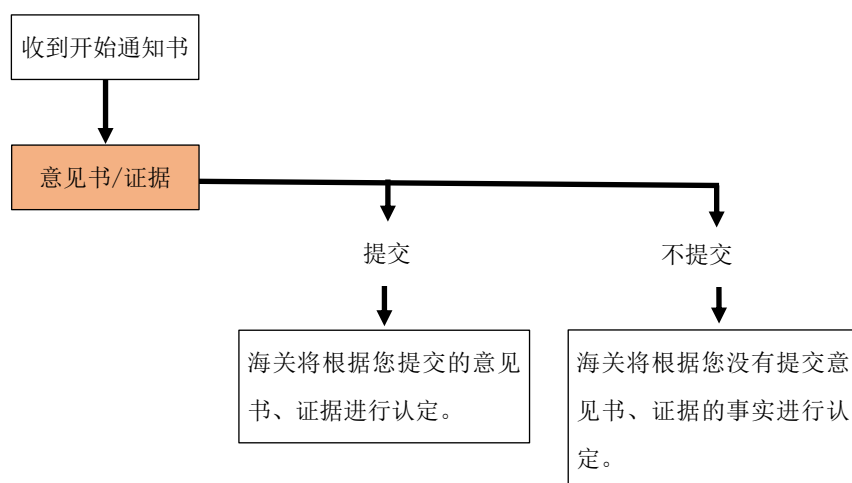 收到开始通知书
意见书/证据
提交
不提交
海关将根据您提交的意见
书、证据进行认定。
海关将根据您没有提交意
见书、证据的事实进行认
定。